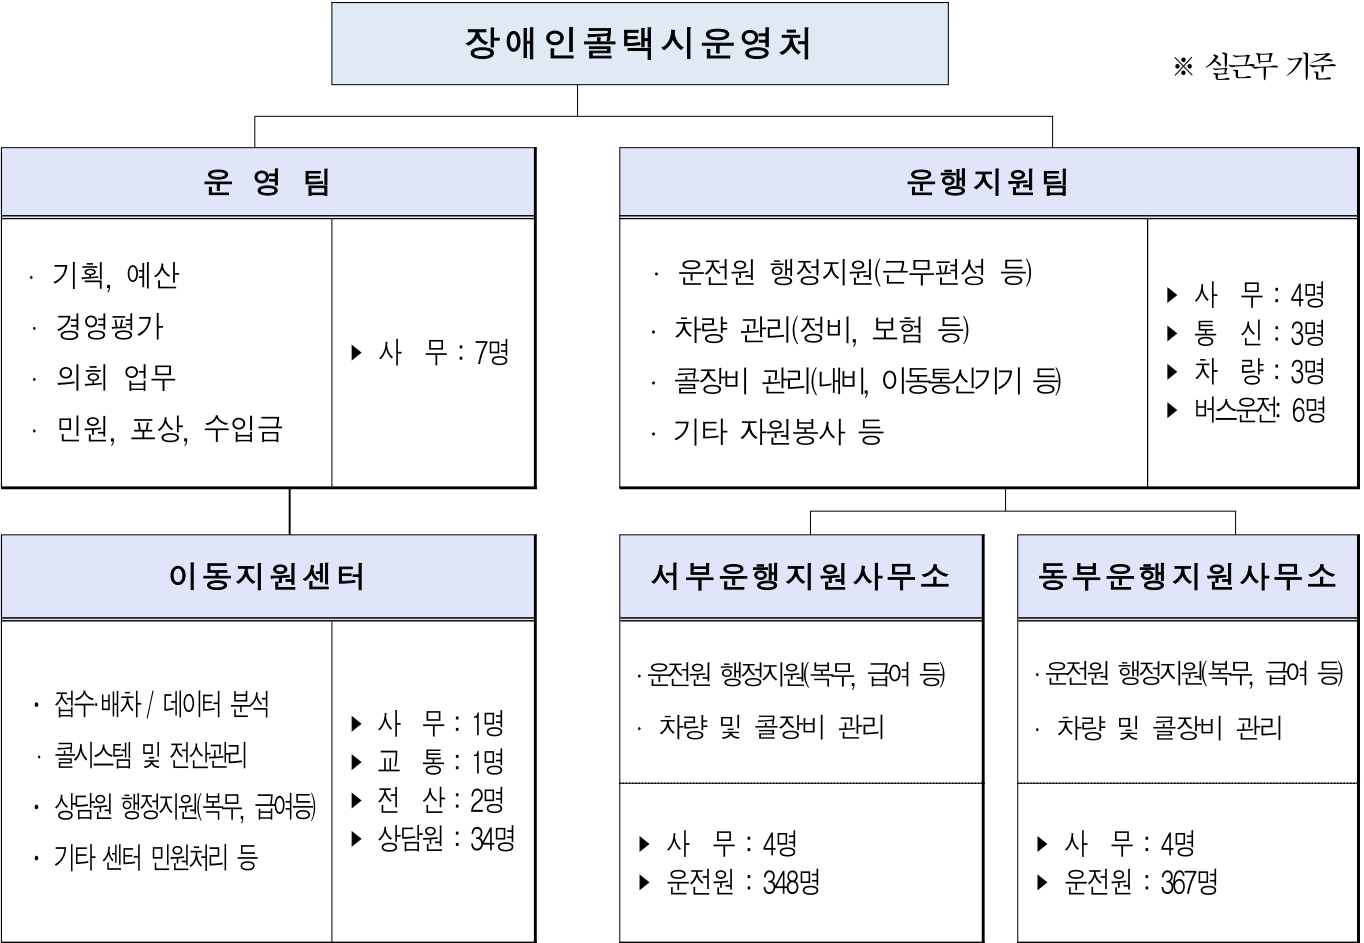 장애인콜택시운영처
※ 실근무 기준
운 영 팀
· 기획, 예산
· 경영평가
· 의회 업무
· 민원, 포상, 수입금
▶ 사 무 : 7명
운행지원팀
· 운전원 행정지원(근무편성 등)
· 차량 관리(정비, 보험 등)
· 콜장비 관리(내비, 이동통신기기 등)
· 기타 자원봉사 등
▶ 사 무 : 4명
▶ 통 신 : 3명
▶ 차 량 : 3명
▶ 버스운전: 6명
이동지원센터
· 접수·배차 / 데이터 분석
· 콜시스템 및 전산관리
· 상담원 행정지원(복무, 급여등)
· 기타 센터 민원처리 등
▶ 사 무 : 1명
▶ 교 통 : 1명
▶ 전 산 : 2명
▶ 상담원 : 34명
서부운행지원사무소
· 운전원 행정지원(복무, 급여 등)
· 차량 및 콜장비 관리
▶ 사 무 : 4명
▶ 운전원 : 348명
동부운행지원사무소
· 운전원 행정지원(복무, 급여 등)
· 차량 및 콜장비 관리
▶ 사 무 : 4명
▶ 운전원 : 367명